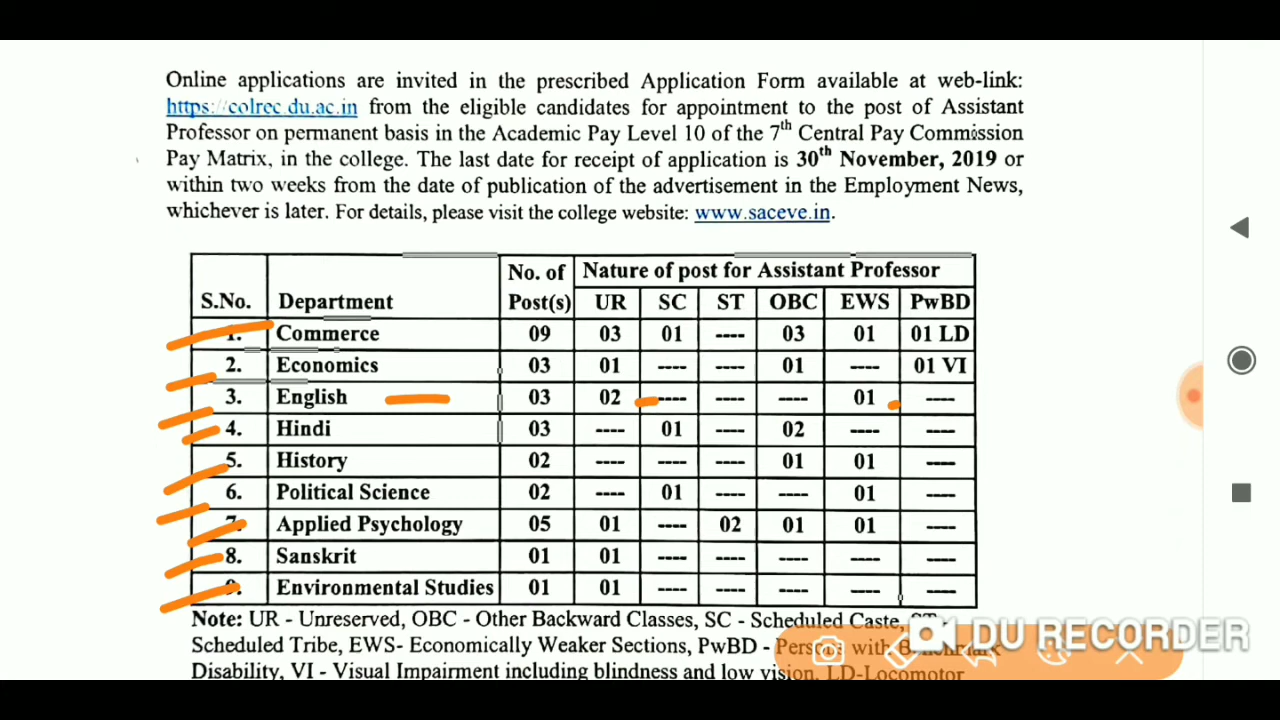 Online applications are invited in the prescribed Application Form available at web-link:
https://colrec.du.ac.in from the eligible candidates for appointment to the post of Assistant
Professor on permanent basis in the Academic Pay Level 10 of the 7th Central Pay Commission
Pay Matrix, in the college. The last date for receipt of application is 30th November, 2019 or
within two weeks from the date of publication of the advertisement in the Employment News,
whichever is later. For details, please visit the college website: www.saceve.in.
S.No. Department No. of Post(s) Nature of post for Assistant Professor
UR SC ST OBC EWS PwBD
1. Commerce 09 03 01 ---- 03 01 01 LD
2. Economics 03 01 ---- ---- 01 ---- 01 VI
3. English 03 02 ---- ---- ---- 01 ----
4. Hindi 03 ---- 01 ---- 02 ---- ----
5. History 02 ---- ---- ---- 01 01 ----
6. Political Science 02 ---- 01 ---- ---- 01 ----
7. Applied Psychology 05 01 ---- 02 01 01 ----
8. Sanskrit 01 01 ---- ---- ---- ---- ----
9. Environmental Studies 01 01 ---- ---- ---- ---- ----
Note: UR - Unreserved, OBC - Other Backward Classes, SC - Scheduled Caste, ST -
Scheduled Tribe, EWS- Economically Weaker Sections, PwBD - Persons with Benchmark
Disability, VI - Visual Impairment including blindness and low vision, LD-Locomotor
DU RECORDER